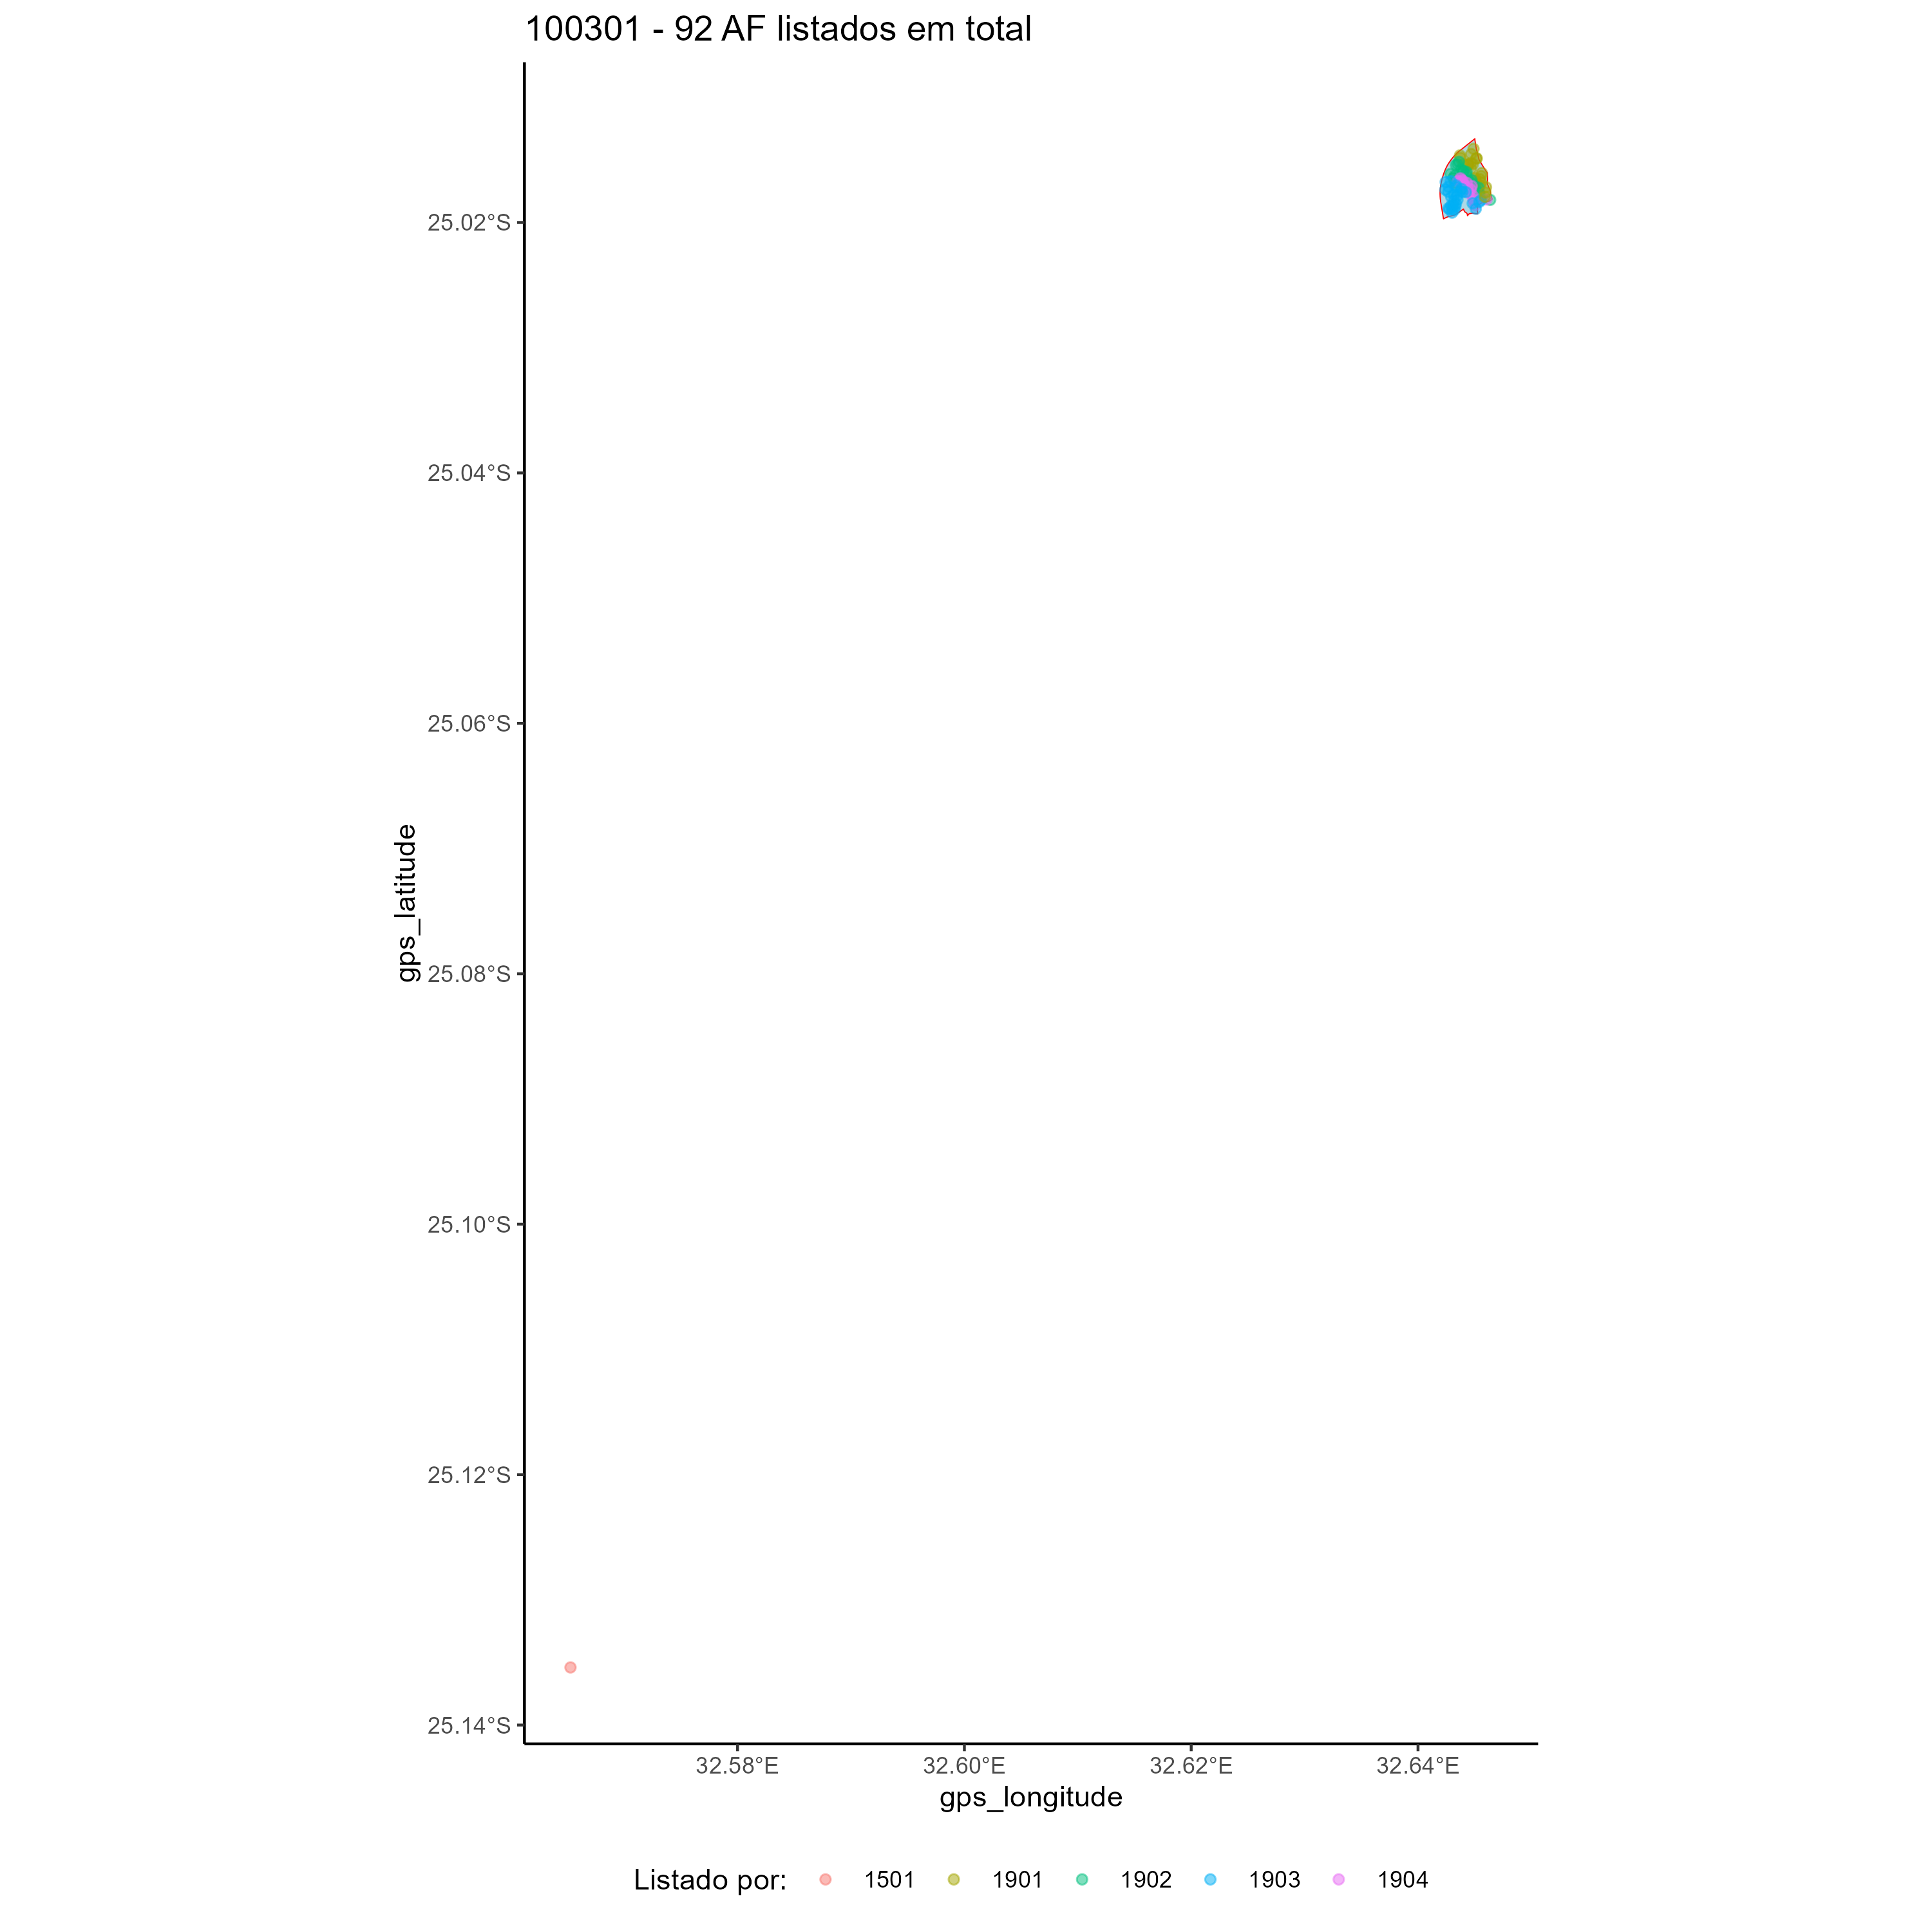 100301 - 92 AF listados em total
25.02°S
25.04°S
25.06°S
25.08°S
25.10°S
25.12°S
25.14°S
gps_latitude
32.58°E 32.60°E 32.62°E 32.64°E
gps_longitude
Listado por: 1501 1901 1902 1903 1904